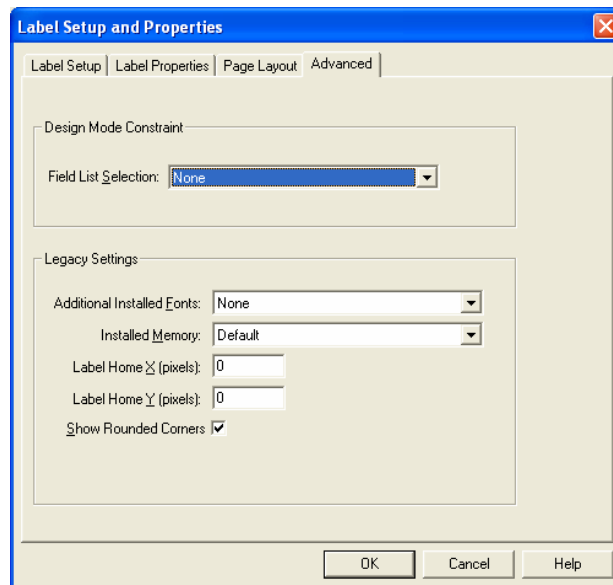 Label Setup and Properties
Label Setup Label Properties Page Layout Advanced
Design Mode Constraint
Field List Selection: None
Legacy Settings
Additional Installed Fonts: None
Installed Memory: Default
Label Home X (pixels): 0
Label Home Y (pixels): 0
Show Rounded Corners
OK Cancel Help